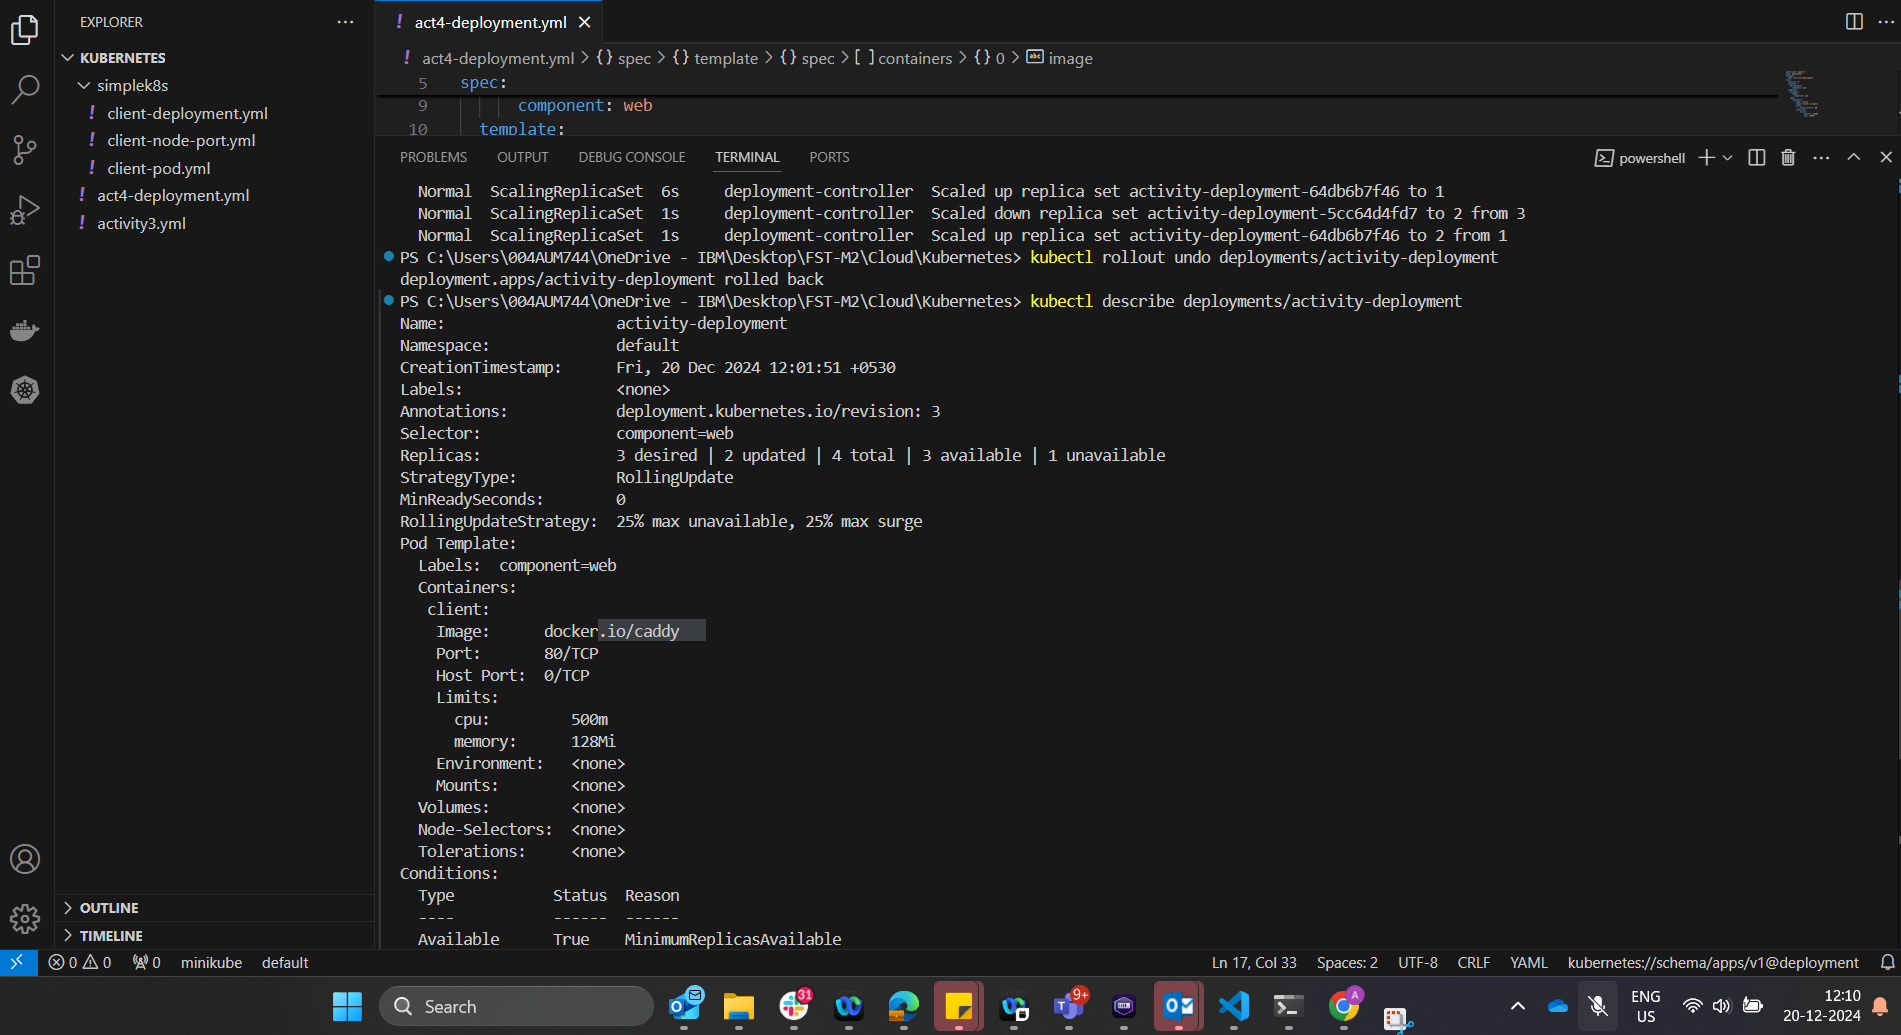 EXPLORER
KUBERNETES
simplek8s
client-deployment.yml
client-node-port.yml
client-pod.yml
act4-deployment.yml
activity3.yml
OUTLINE
TIMELINE
act4-deployment.yml
act4-deployment.yml > {} spec > {} template > {} spec > [ ] containers > {} 0 > abc image
5 spec:
9 component: web
10 template:
PROBLEMS OUTPUT DEBUG CONSOLE TERMINAL PORTS
powershell
Normal ScalingReplicaSet 6s deployment-controller Scaled up replica set activity-deployment-64db6b7f46 to 1
Normal ScalingReplicaSet 1s deployment-controller Scaled down replica set activity-deployment-5cc64d4fd7 to 2 from 3
Normal ScalingReplicaSet 1s deployment-controller Scaled up replica set activity-deployment-64db6b7f46 to 2 from 1
PS C:\Users\004AUM744\OneDrive - IBM\Desktop\FST-M2\Cloud\Kubernetes> kubectl rollout undo deployments/activity-deployment
deployment.apps/activity-deployment rolled back
PS C:\Users\004AUM744\OneDrive - IBM\Desktop\FST-M2\Cloud\Kubernetes> kubectl describe deployments/activity-deployment
Name: activity-deployment
Namespace: default
CreationTimestamp: Fri, 20 Dec 2024 12:01:51 +0530
Labels: <none>
Annotations: deployment.kubernetes.io/revision: 3
Selector: component=web
Replicas: 3 desired | 2 updated | 4 total | 3 available | 1 unavailable
StrategyType: RollingUpdate
MinReadySeconds: 0
RollingUpdateStrategy: 25% max unavailable, 25% max surge
Pod Template:
Labels: component=web
Containers:
client:
Image: docker.io/caddy
Port: 80/TCP
Host Port: 0/TCP
Limits:
cpu: 500m
memory: 128Mi
Environment: <none>
Mounts: <none>
Volumes: <none>
Node-Selectors: <none>
Tolerations: <none>
Conditions:
Type Status Reason
---- ------ ------
Available True MinimumReplicasAvailable
0 0 0 minikube default Ln 17, Col 33 Spaces: 2 UTF-8 CRLF YAML kubernetes://schema/apps/v1@deployment
Search
31
9+
A
ENG
US
12:10
20-12-2024